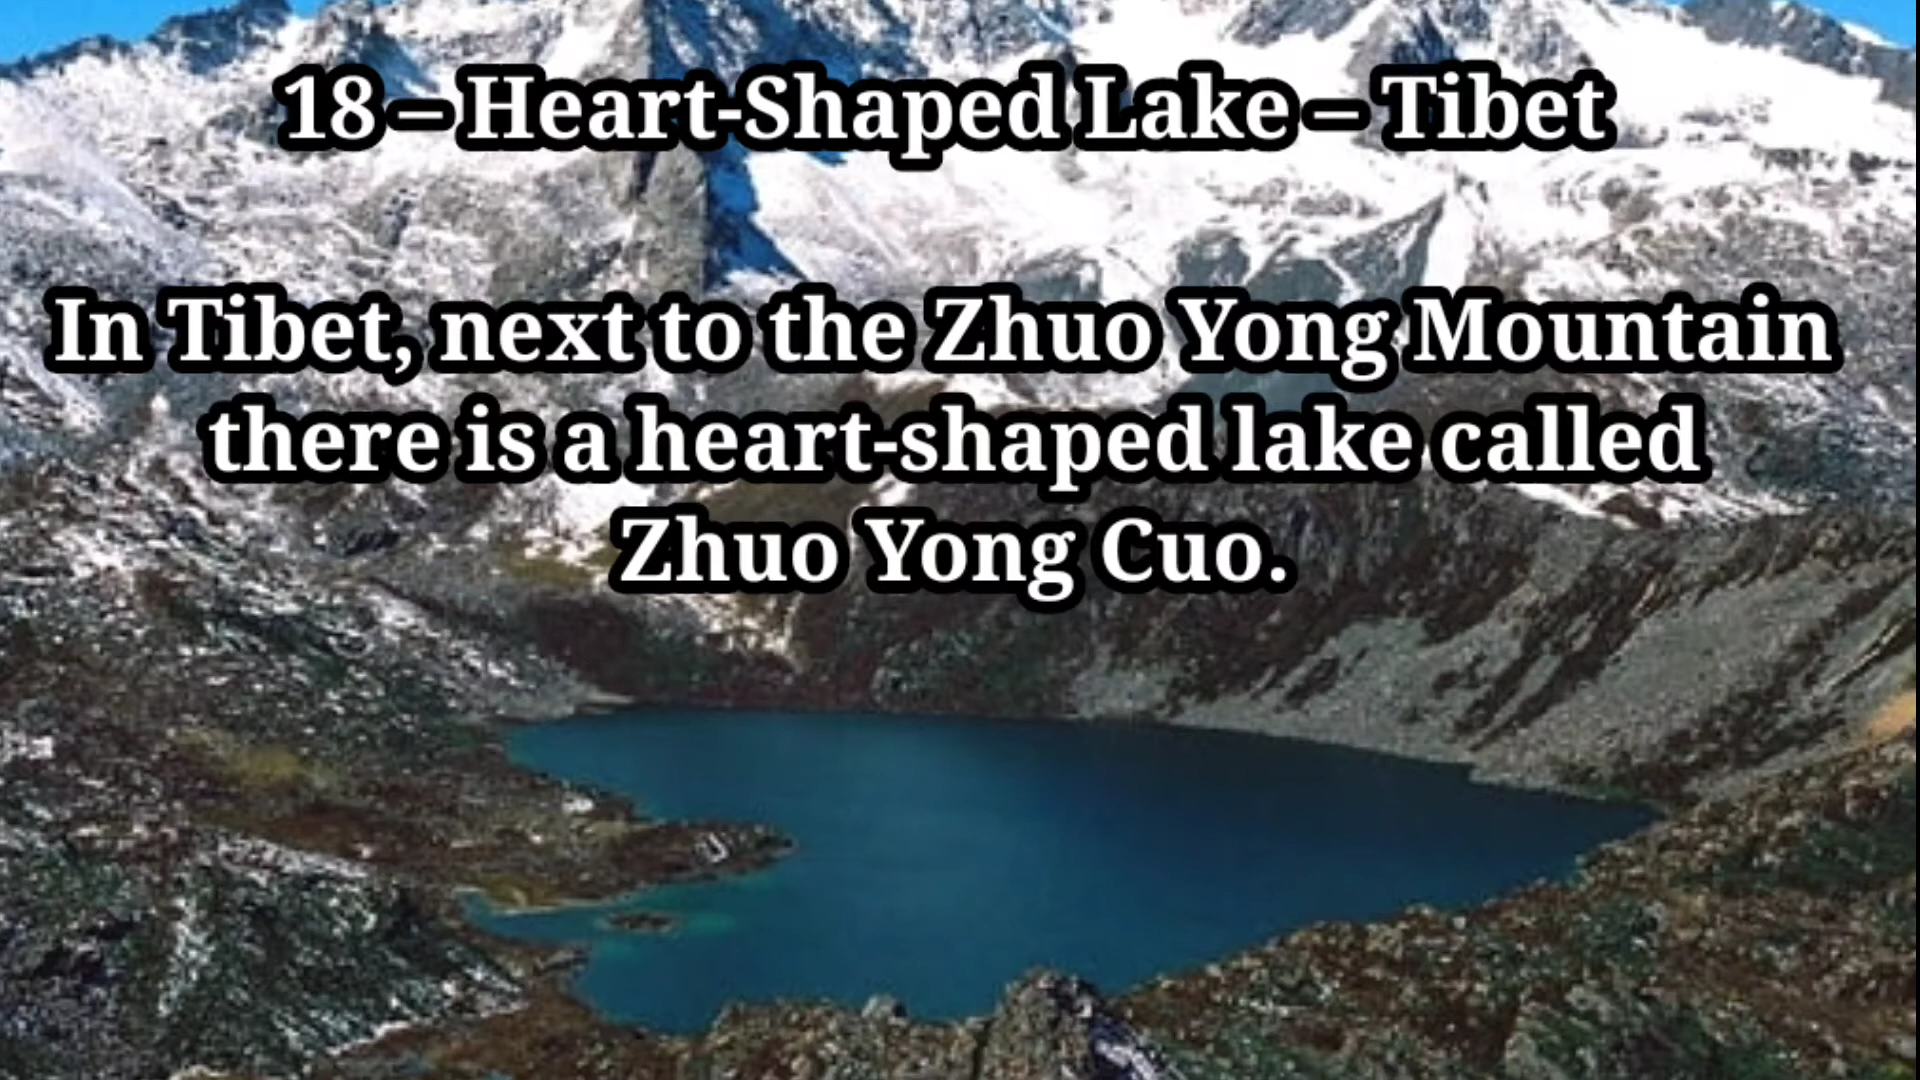 18 – Heart-Shaped Lake – Tibet
In Tibet, next to the Zhuo Yong Mountain
there is a heart-shaped lake called
Zhuo Yong Cuo.